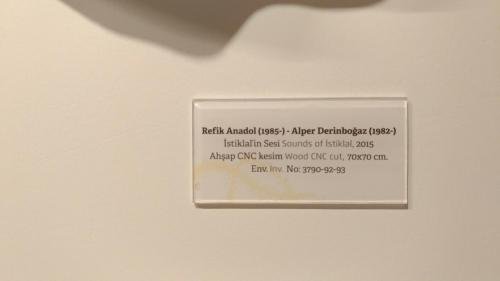 Refik Anadol (1985-) - Alper Derinboğaz (1982-)
İstiklal'in Sesi Sounds of İstiklal, 2015
Ahşap CNC kesim Wood CNC cut, 70x70 cm.
Env. Inv. No: 3790-92-93